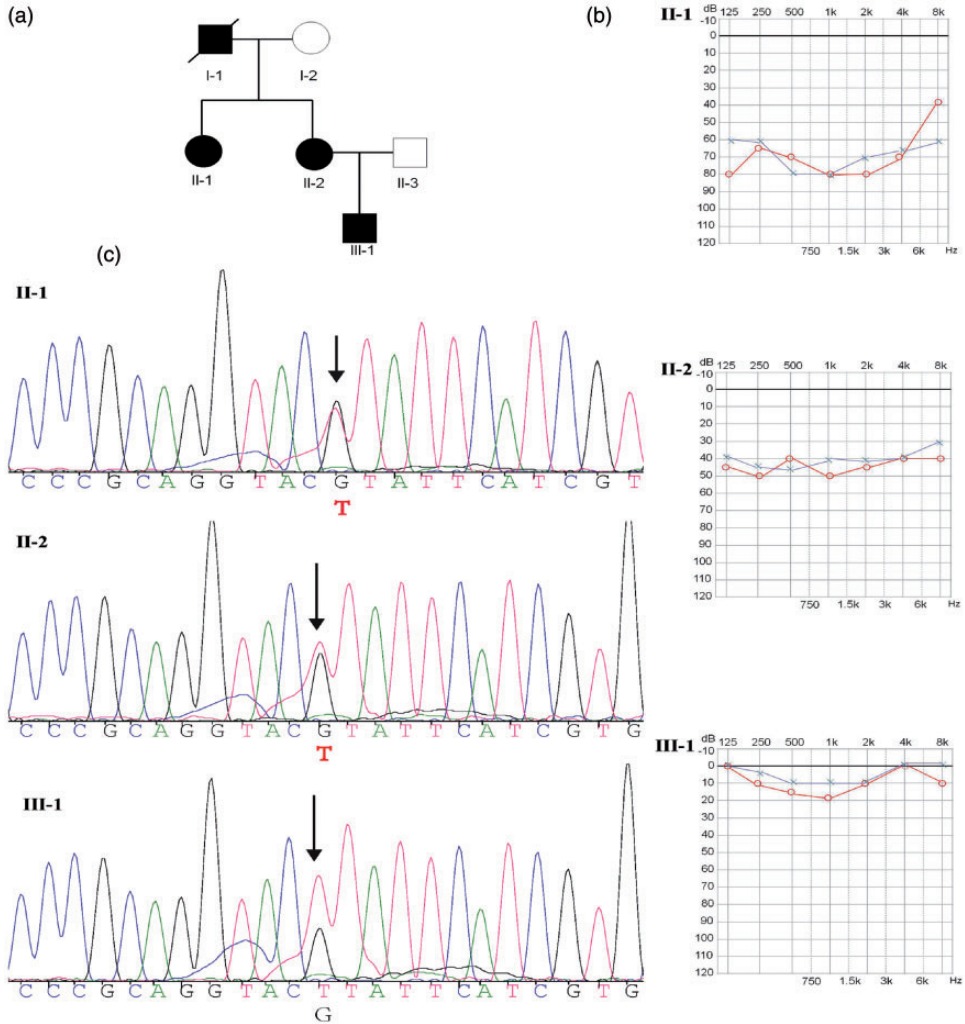 (a)
I-1 I-2
II-1 II-2 II-3
III-1
(b)
II-1
dB 125 250 500 1k 2k 4k 8k
-10
0
10
20
30
40
50
60
70
80
90
100
110
120
750 1.5k 3k 6k Hz
II-2
dB 125 250 500 1k 2k 4k 8k
-10
0
10
20
30
40
50
60
70
80
90
100
110
120
750 1.5k 3k 6k Hz
III-1
dB 125 250 500 1k 2k 4k 8k
-10
0
10
20
30
40
50
60
70
80
90
100
110
120
750 1.5k 3k 6k Hz
(c)
II-1
C C C G C A G G T A C G T A T T C A T C G T
T
II-2
C C C G C A G G T A C G T A T T C A T C G T G
T
III-1
C C C G C A G G T A C T T A T T C A T C G T G
G